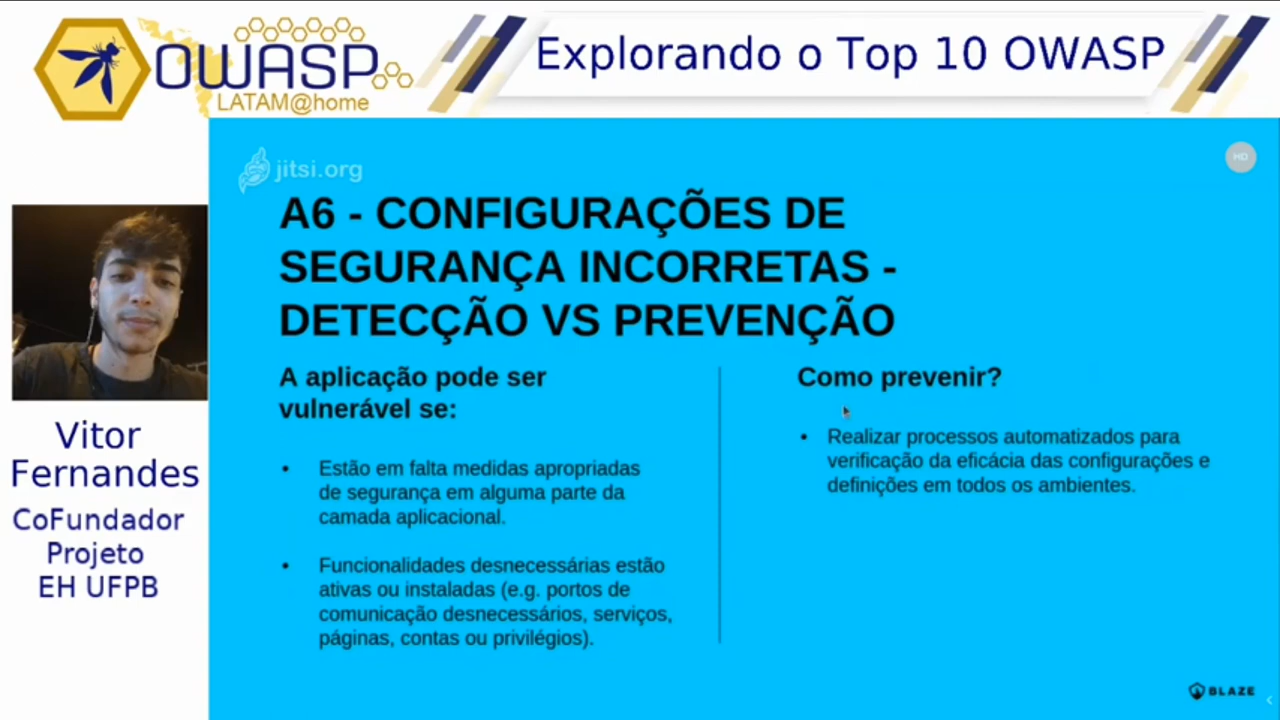 OWASP
LATAM@home
Explorando o Top 10 OWASP
jitsi.org
HD
A6 - CONFIGURAÇÕES DE
SEGURANÇA INCORRETAS -
DETECÇÃO VS PREVENÇÃO
A aplicação pode ser
vulnerável se:
• Estão em falta medidas apropriadas
de segurança em alguma parte da
camada aplicacional.
• Funcionalidades desnecessárias estão
ativas ou instaladas (e.g. portos de
comunicação desnecessários, serviços,
páginas, contas ou privilégios).
Como prevenir?
• Realizar processos automatizados para
verificação da eficácia das configurações e
definições em todos os ambientes.
Vitor
Fernandes
CoFundador
Projeto
EH UFPB
BLAZE